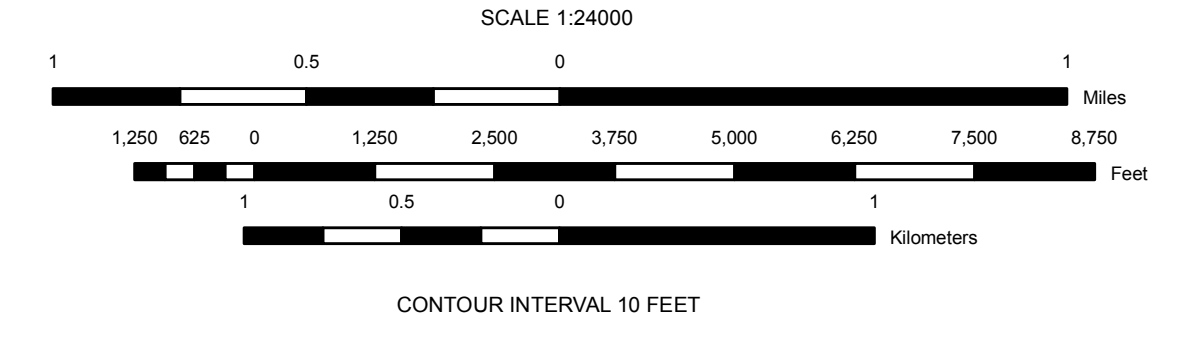 SCALE 1:24000
1 0.5 0 1
Miles
1,250 625 0 1,250 2,500 3,750 5,000 6,250 7,500 8,750
Feet
1 0.5 0 1
Kilometers
CONTOUR INTERVAL 10 FEET